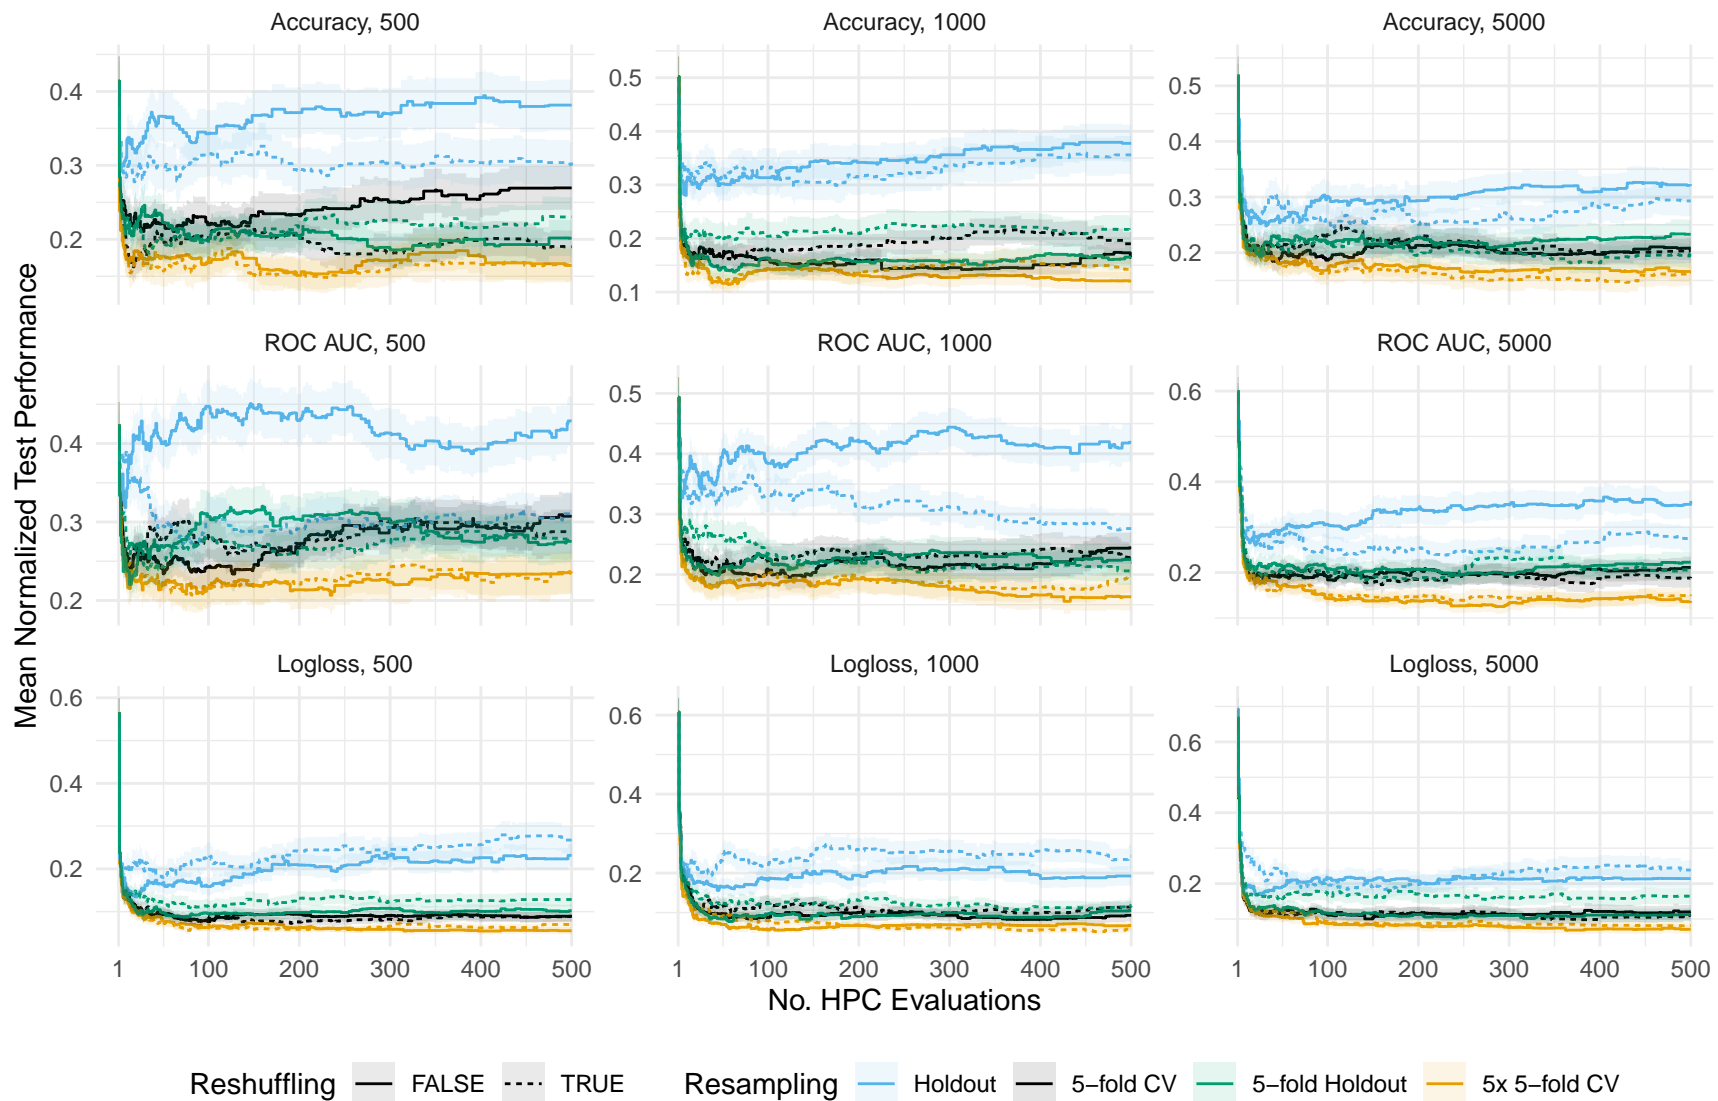 Accuracy, 500
Accuracy, 1000
Accuracy, 5000
0.4
0.3
0.2
0.5
0.4
0.3
0.2
0.1
0.5
0.4
0.3
0.2
ROC AUC, 500
ROC AUC, 1000
ROC AUC, 5000
0.4
0.3
0.2
0.5
0.4
0.3
0.2
0.6
0.4
0.2
Logloss, 500
Logloss, 1000
Logloss, 5000
0.6
0.4
0.2
0.6
0.4
0.2
0.6
0.4
0.2
1 100 200 300 400 500
1 100 200 300 400 500
1 100 200 300 400 500
Mean Normalized Test Performance
No. HPC Evaluations
Reshuffling FALSE TRUE Resampling Holdout 5−fold CV 5−fold Holdout 5x 5−fold CV